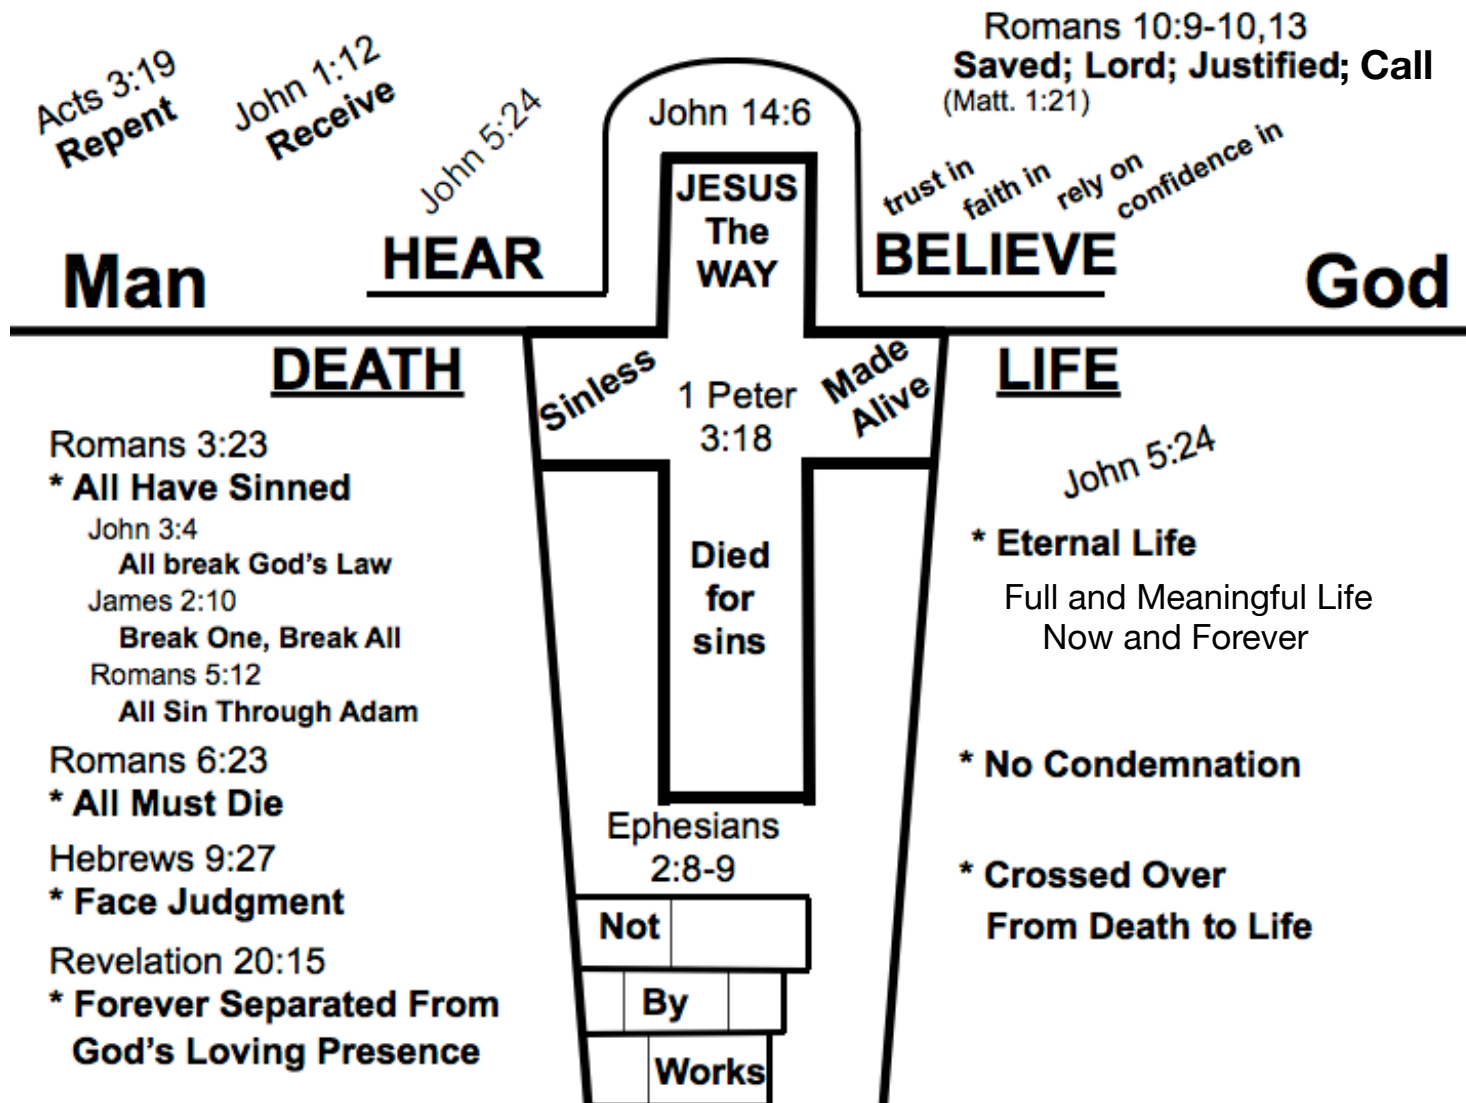 Acts 3:19
Repent
John 1:12
Receive
John 5:24
HEAR
Man
John 14:6
JESUS
The
WAY
Romans 10:9-10,13
Saved; Lord; Justified; Call
(Matt. 1:21)
trust in
faith in
rely on
confidence in
BELIEVE
God
DEATH
Romans 3:23
* All Have Sinned
John 3:4
All break God's Law
James 2:10
Break One, Break All
Romans 5:12
All Sin Through Adam
Romans 6:23
* All Must Die
Hebrews 9:27
* Face Judgment
Revelation 20:15
* Forever Separated From
God's Loving Presence
Sinless
1 Peter
3:18
Made
Alive
Died
for
sins
Ephesians
2:8-9
Not
By
Works
LIFE
John 5:24
* Eternal Life
Full and Meaningful Life
Now and Forever
* No Condemnation
* Crossed Over
From Death to Life